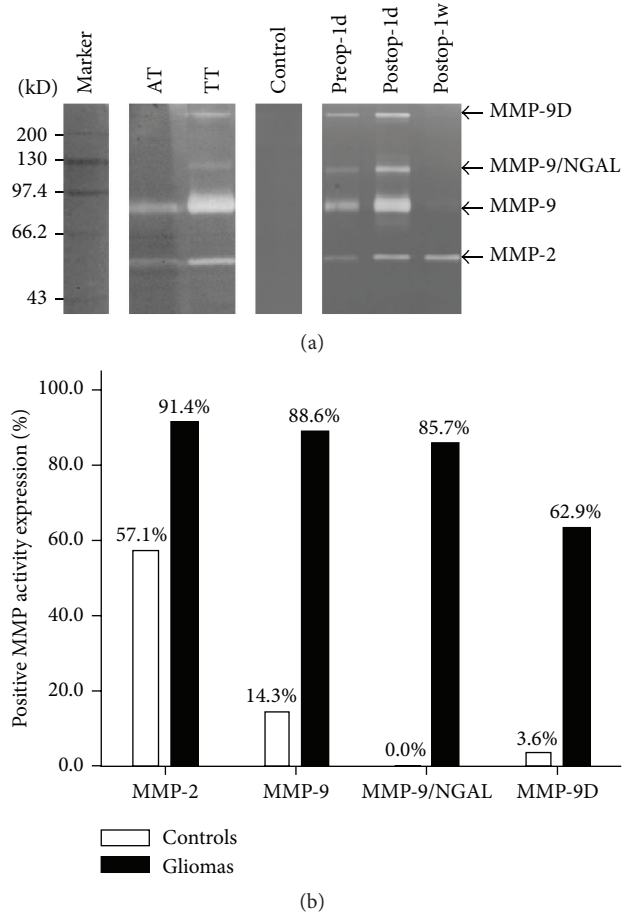 (kD)
Marker
AT
TT
Control
Preop-1d
Postop-1d
Postop-1w
200
130
97.4
66.2
43
MMP-9D
MMP-9/NGAL
MMP-9
MMP-2
(a)
Positive MMP activity expression (%)
100.0
80.0
60.0
40.0
20.0
0.0
57.1%
91.4%
14.3%
88.6%
0.0%
85.7%
3.6%
62.9%
MMP-2
MMP-9
MMP-9/NGAL
MMP-9D
Controls
Gliomas
(b)